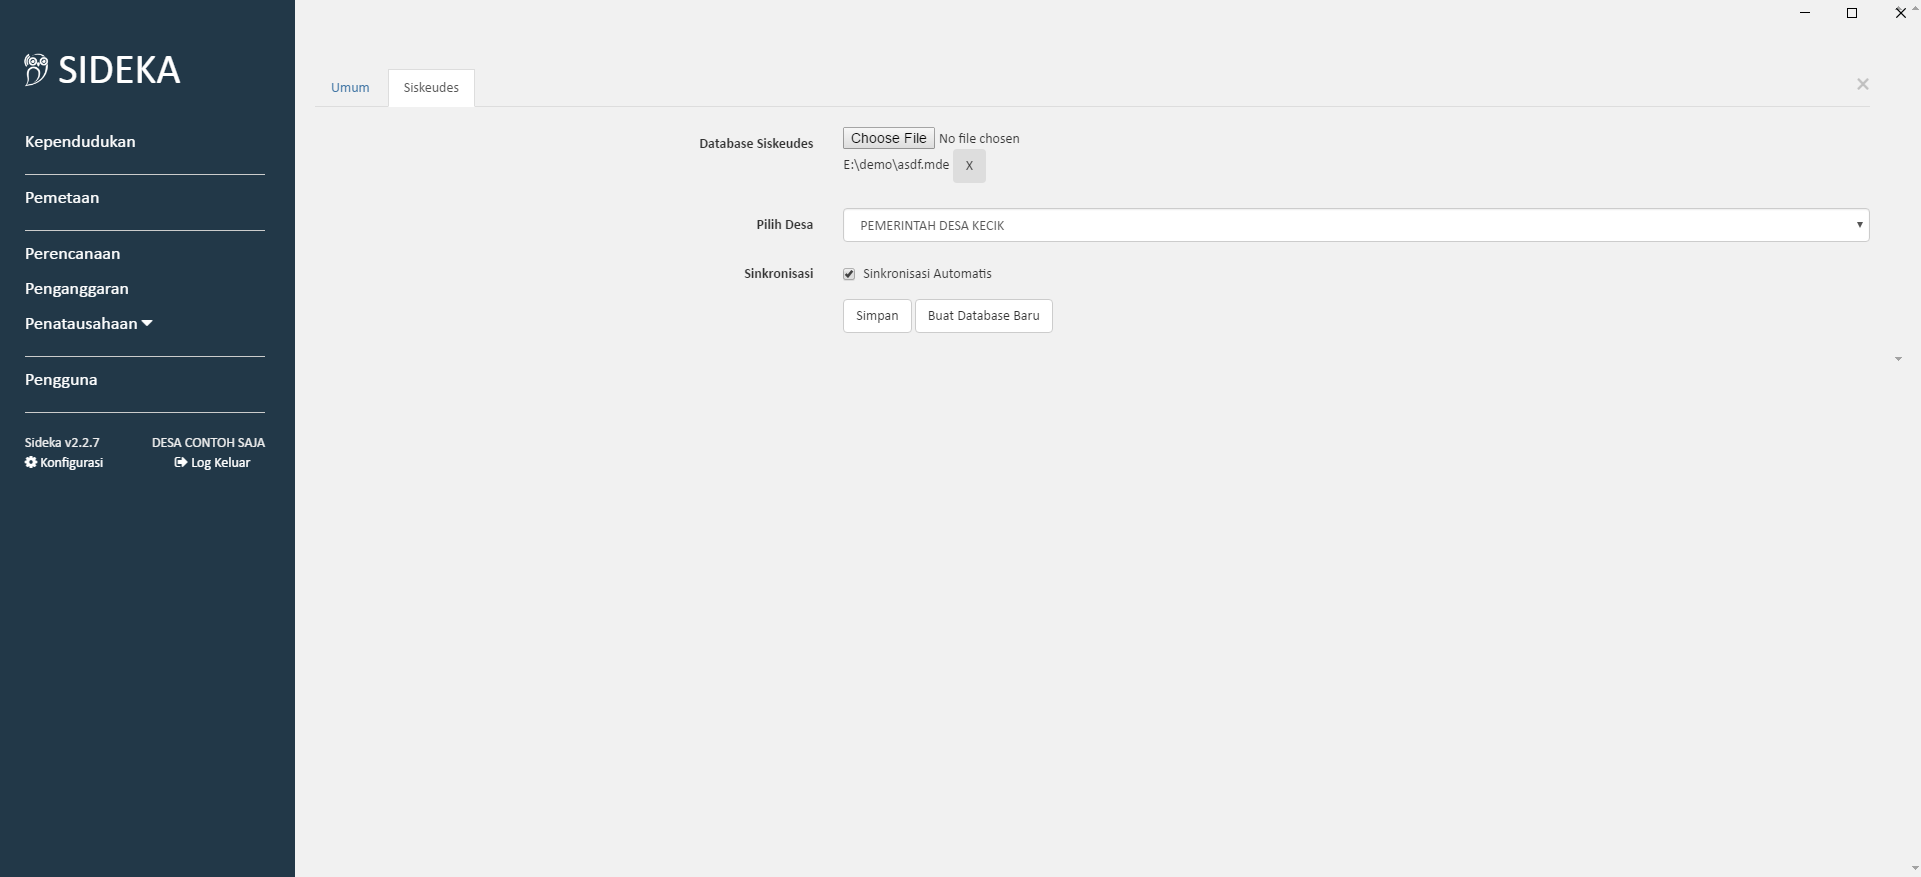 SIDEKA
Kependudukan
Pemetaan
Perencanaan
Penganggaran
Penatausahaan
Pengguna
Sideka v2.2.7 DESA CONTOH SAJA
Konfigurasi Log Keluar
Umum Siskeudes ×
Database Siskeudes Choose File No file chosen
E:\demo\asdf.mde X
Pilih Desa PEMERINTAH DESA KECIK
Sinkronisasi Sinkronisasi Automatis
Simpan Buat Database Baru